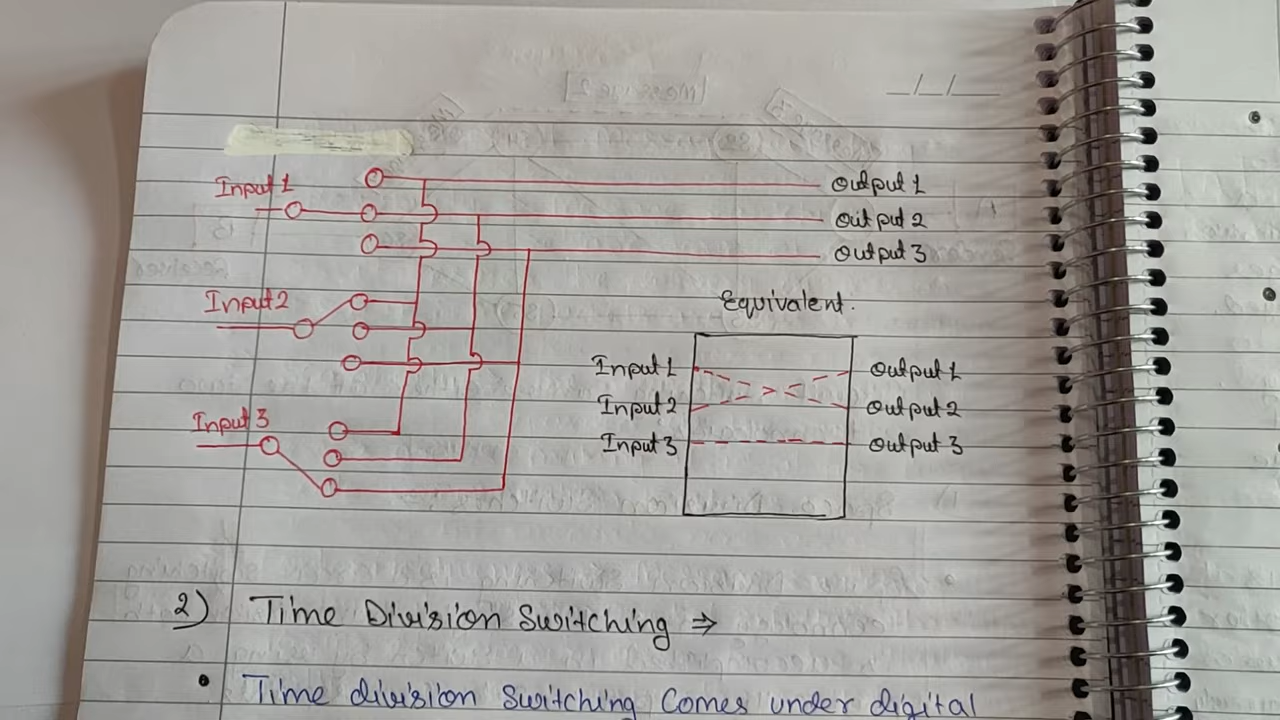 _/_/__
Input 1
Output 1
Output 2
Output 3
Input 2
Equivalent.
Input 1 Output 1
Input 2 Output 2
Input 3 Output 3
Input 3
2) Time Division Switching ⇒
• Time division Switching Comes under digital